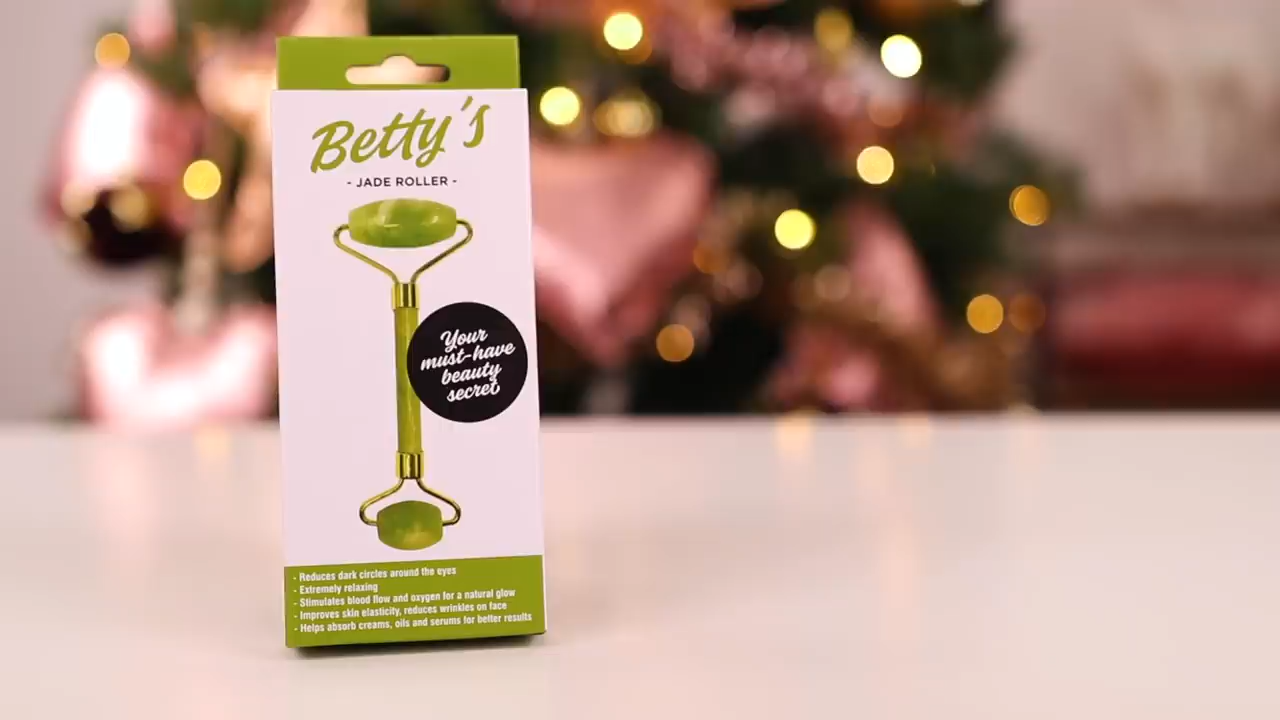 Betty's
- JADE ROLLER -
Your
must-have
beauty
secret
- Reduces dark circles around the eyes
- Extremely relaxing
- Stimulates blood flow and oxygen for a natural glow
- Improves skin elasticity, reduces wrinkles on face
- Helps absorb creams, oils and serums for better results